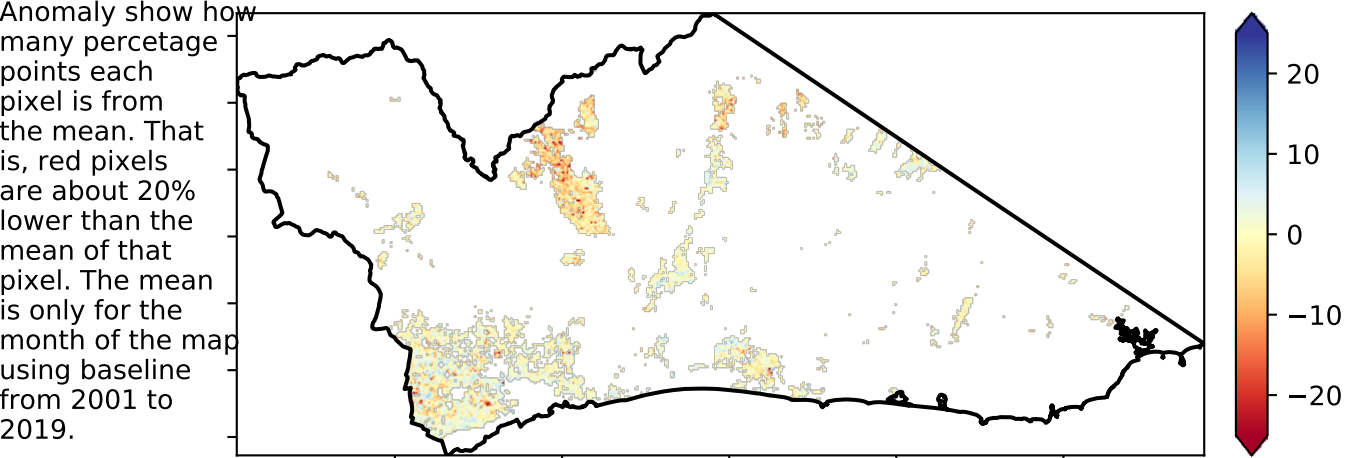 Anomaly show how
many percetage
points each
pixel is from
the mean. That
is, red pixels
are about 20%
lower than the
mean of that
pixel. The mean
is only for the
month of the map
using baseline
from 2001 to
2019.
20
10
0
−10
−20